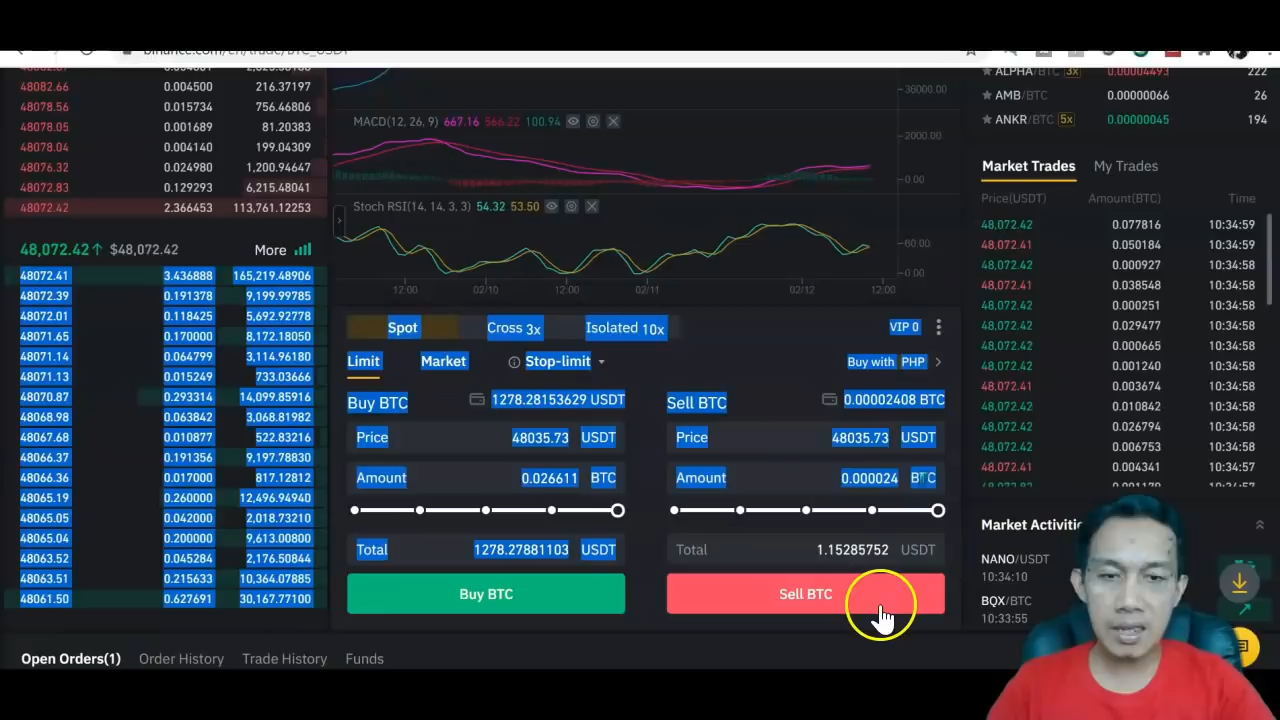 binance.com/en/trade/BTC_USDT
48082.66 0.004500 216.37197
48078.56 0.015734 756.46806
48078.05 0.001689 81.20383
48078.04 0.004140 199.04309
48076.32 0.024980 1,200.94647
48072.83 0.129293 6,215.48041
48072.42 2.366453 113,761.12253
48,072.42↑ $48,072.42 More
48072.41 3.436888 165,219.48906
48072.39 0.191378 9,199.99785
48072.01 0.118425 5,692.92778
48071.65 0.170000 8,172.18050
48071.14 0.064799 3,114.96180
48071.13 0.015249 733.03666
48070.87 0.293314 14,099.85916
48068.98 0.063842 3,068.81982
48067.68 0.010877 522.83216
48066.37 0.191356 9,197.78830
48066.36 0.017000 817.12812
48065.19 0.260000 12,496.94940
48065.05 0.042000 2,018.73210
48065.04 0.200000 9,613.00800
48063.52 0.045284 2,176.50844
48063.51 0.215633 10,364.07885
48061.50 0.627691 30,167.77100
36000.00
MACD(12, 26, 9) 667.16 566.22 100.94
2000.00
0.00
Stoch RSI(14, 14, 3, 3) 54.32 53.50
60.00
0.00
12:00 02/10 12:00 02/11 02/12 12:00
Spot Cross 3x Isolated 10x VIP 0
Limit Market Stop-limit Buy with PHP
Buy BTC 1278.28153629 USDT
Price 48035.73 USDT
Amount 0.026611 BTC
Total 1278.27881103 USDT
Buy BTC
Sell BTC 0.00002408 BTC
Price 48035.73 USDT
Amount 0.000024 BTC
Total 1.15285752 USDT
Sell BTC
ALPHA/BTC 3x 0.00004493 222
AMB/BTC 0.00000066 26
ANKR/BTC 5x 0.00000045 194
Market Trades My Trades
Price(USDT) Amount(BTC) Time
48,072.42 0.077816 10:34:59
48,072.41 0.050184 10:34:59
48,072.42 0.000927 10:34:58
48,072.41 0.038548 10:34:58
48,072.42 0.000251 10:34:58
48,072.42 0.029477 10:34:58
48,072.42 0.000665 10:34:58
48,072.42 0.001240 10:34:58
48,072.41 0.003674 10:34:58
48,072.42 0.010842 10:34:58
48,072.42 0.026794 10:34:58
48,072.42 0.006753 10:34:58
48,072.41 0.004341 10:34:57
Market Activitie
NANO/USDT
10:34:10
BQX/BTC
10:33:55
Open Orders(1) Order History Trade History Funds